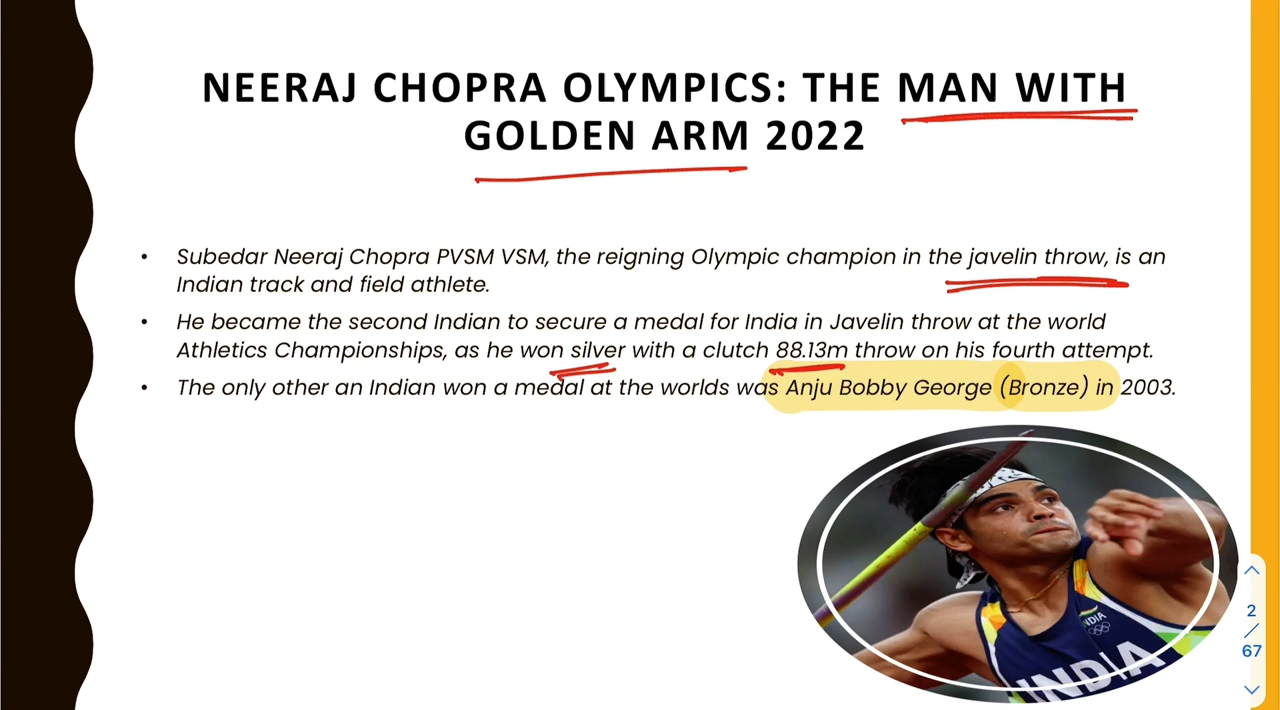 NEERAJ CHOPRA OLYMPICS: THE MAN WITH
GOLDEN ARM 2022
• Subedar Neeraj Chopra PVSM VSM, the reigning Olympic champion in the javelin throw, is an
Indian track and field athlete.
• He became the second Indian to secure a medal for India in Javelin throw at the world
Athletics Championships, as he won silver with a clutch 88.13m throw on his fourth attempt.
• The only other an Indian won a medal at the worlds was Anju Bobby George (Bronze) in 2003.
INDIA
INDIA
2
/
67